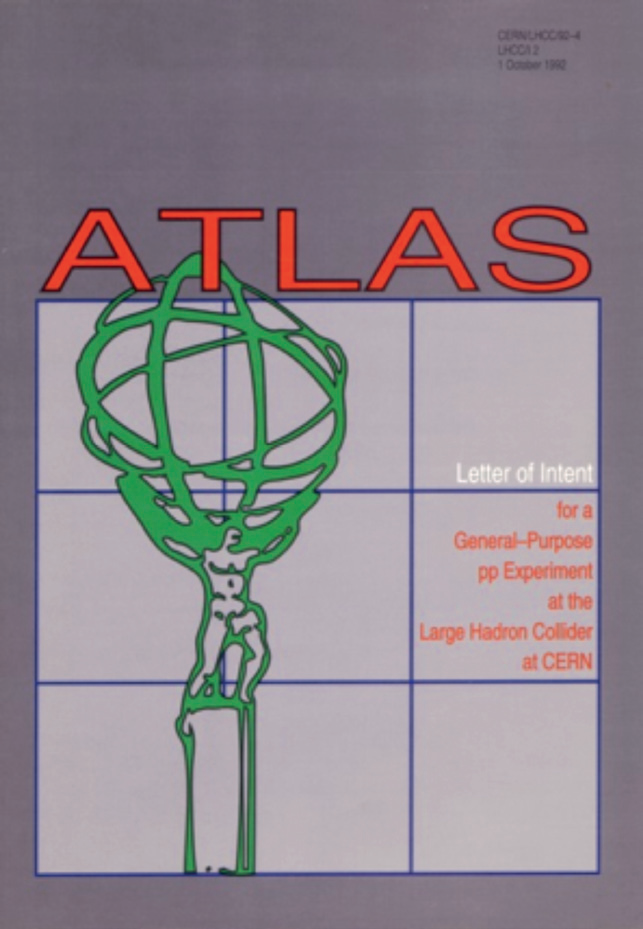 CERN/LHCC/92-4
LHCC/I 2
1 October 1992
ATLAS
Letter of Intent
for a
General-Purpose
pp Experiment
at the
Large Hadron Collider
at CERN